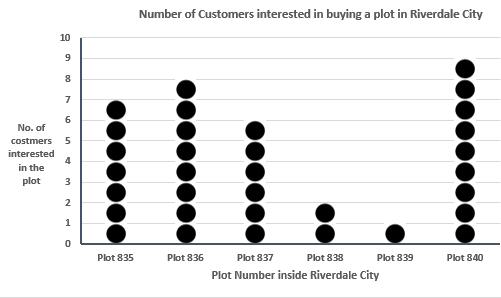 Number of Customers interested in buying a plot in Riverdale City
10
9
8
7
6
5
4
3
2
1
0
No. of
costmers
interested
in the
plot
Plot 835 Plot 836 Plot 837 Plot 838 Plot 839 Plot 840
Plot Number inside Riverdale City